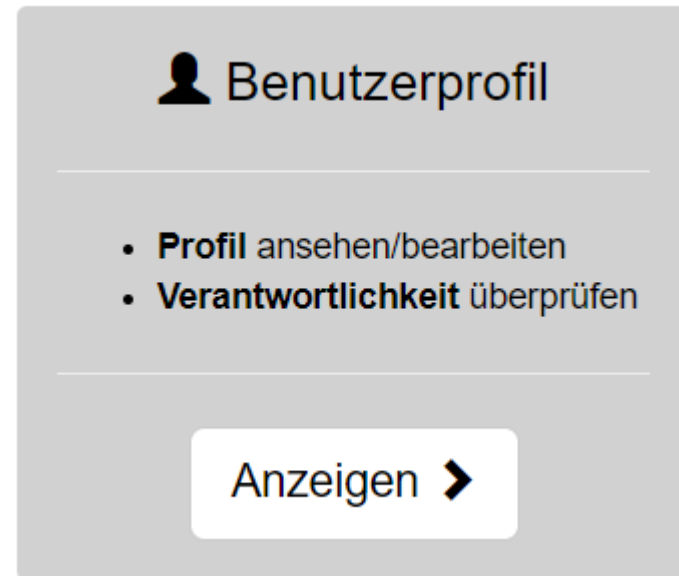 Benutzerprofil
Profil ansehen/bearbeiten
Verantwortlichkeit überprüfen
Anzeigen